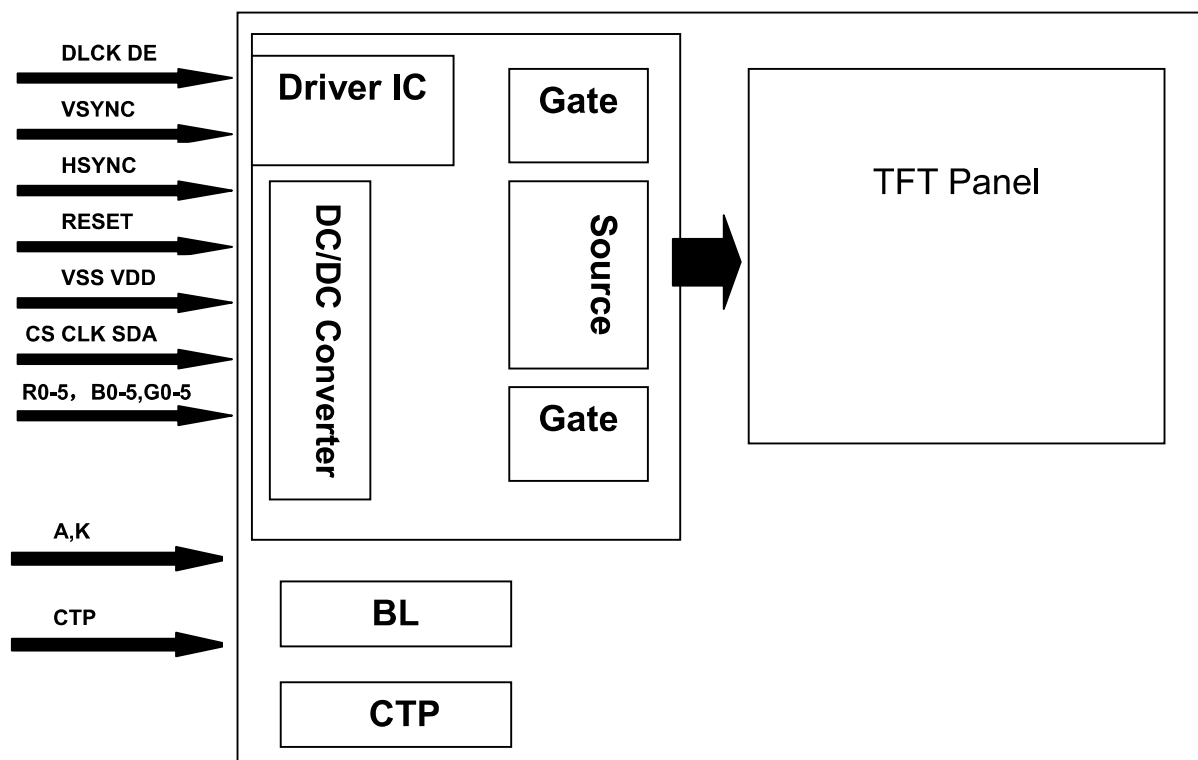 DLCK DE
VSYNC
HSYNC
RESET
VSS VDD
CS CLK SDA
R0-5，B0-5,G0-5
A,K
CTP
Driver IC
DC/DC Converter
Gate
Source
Gate
TFT Panel
BL
CTP